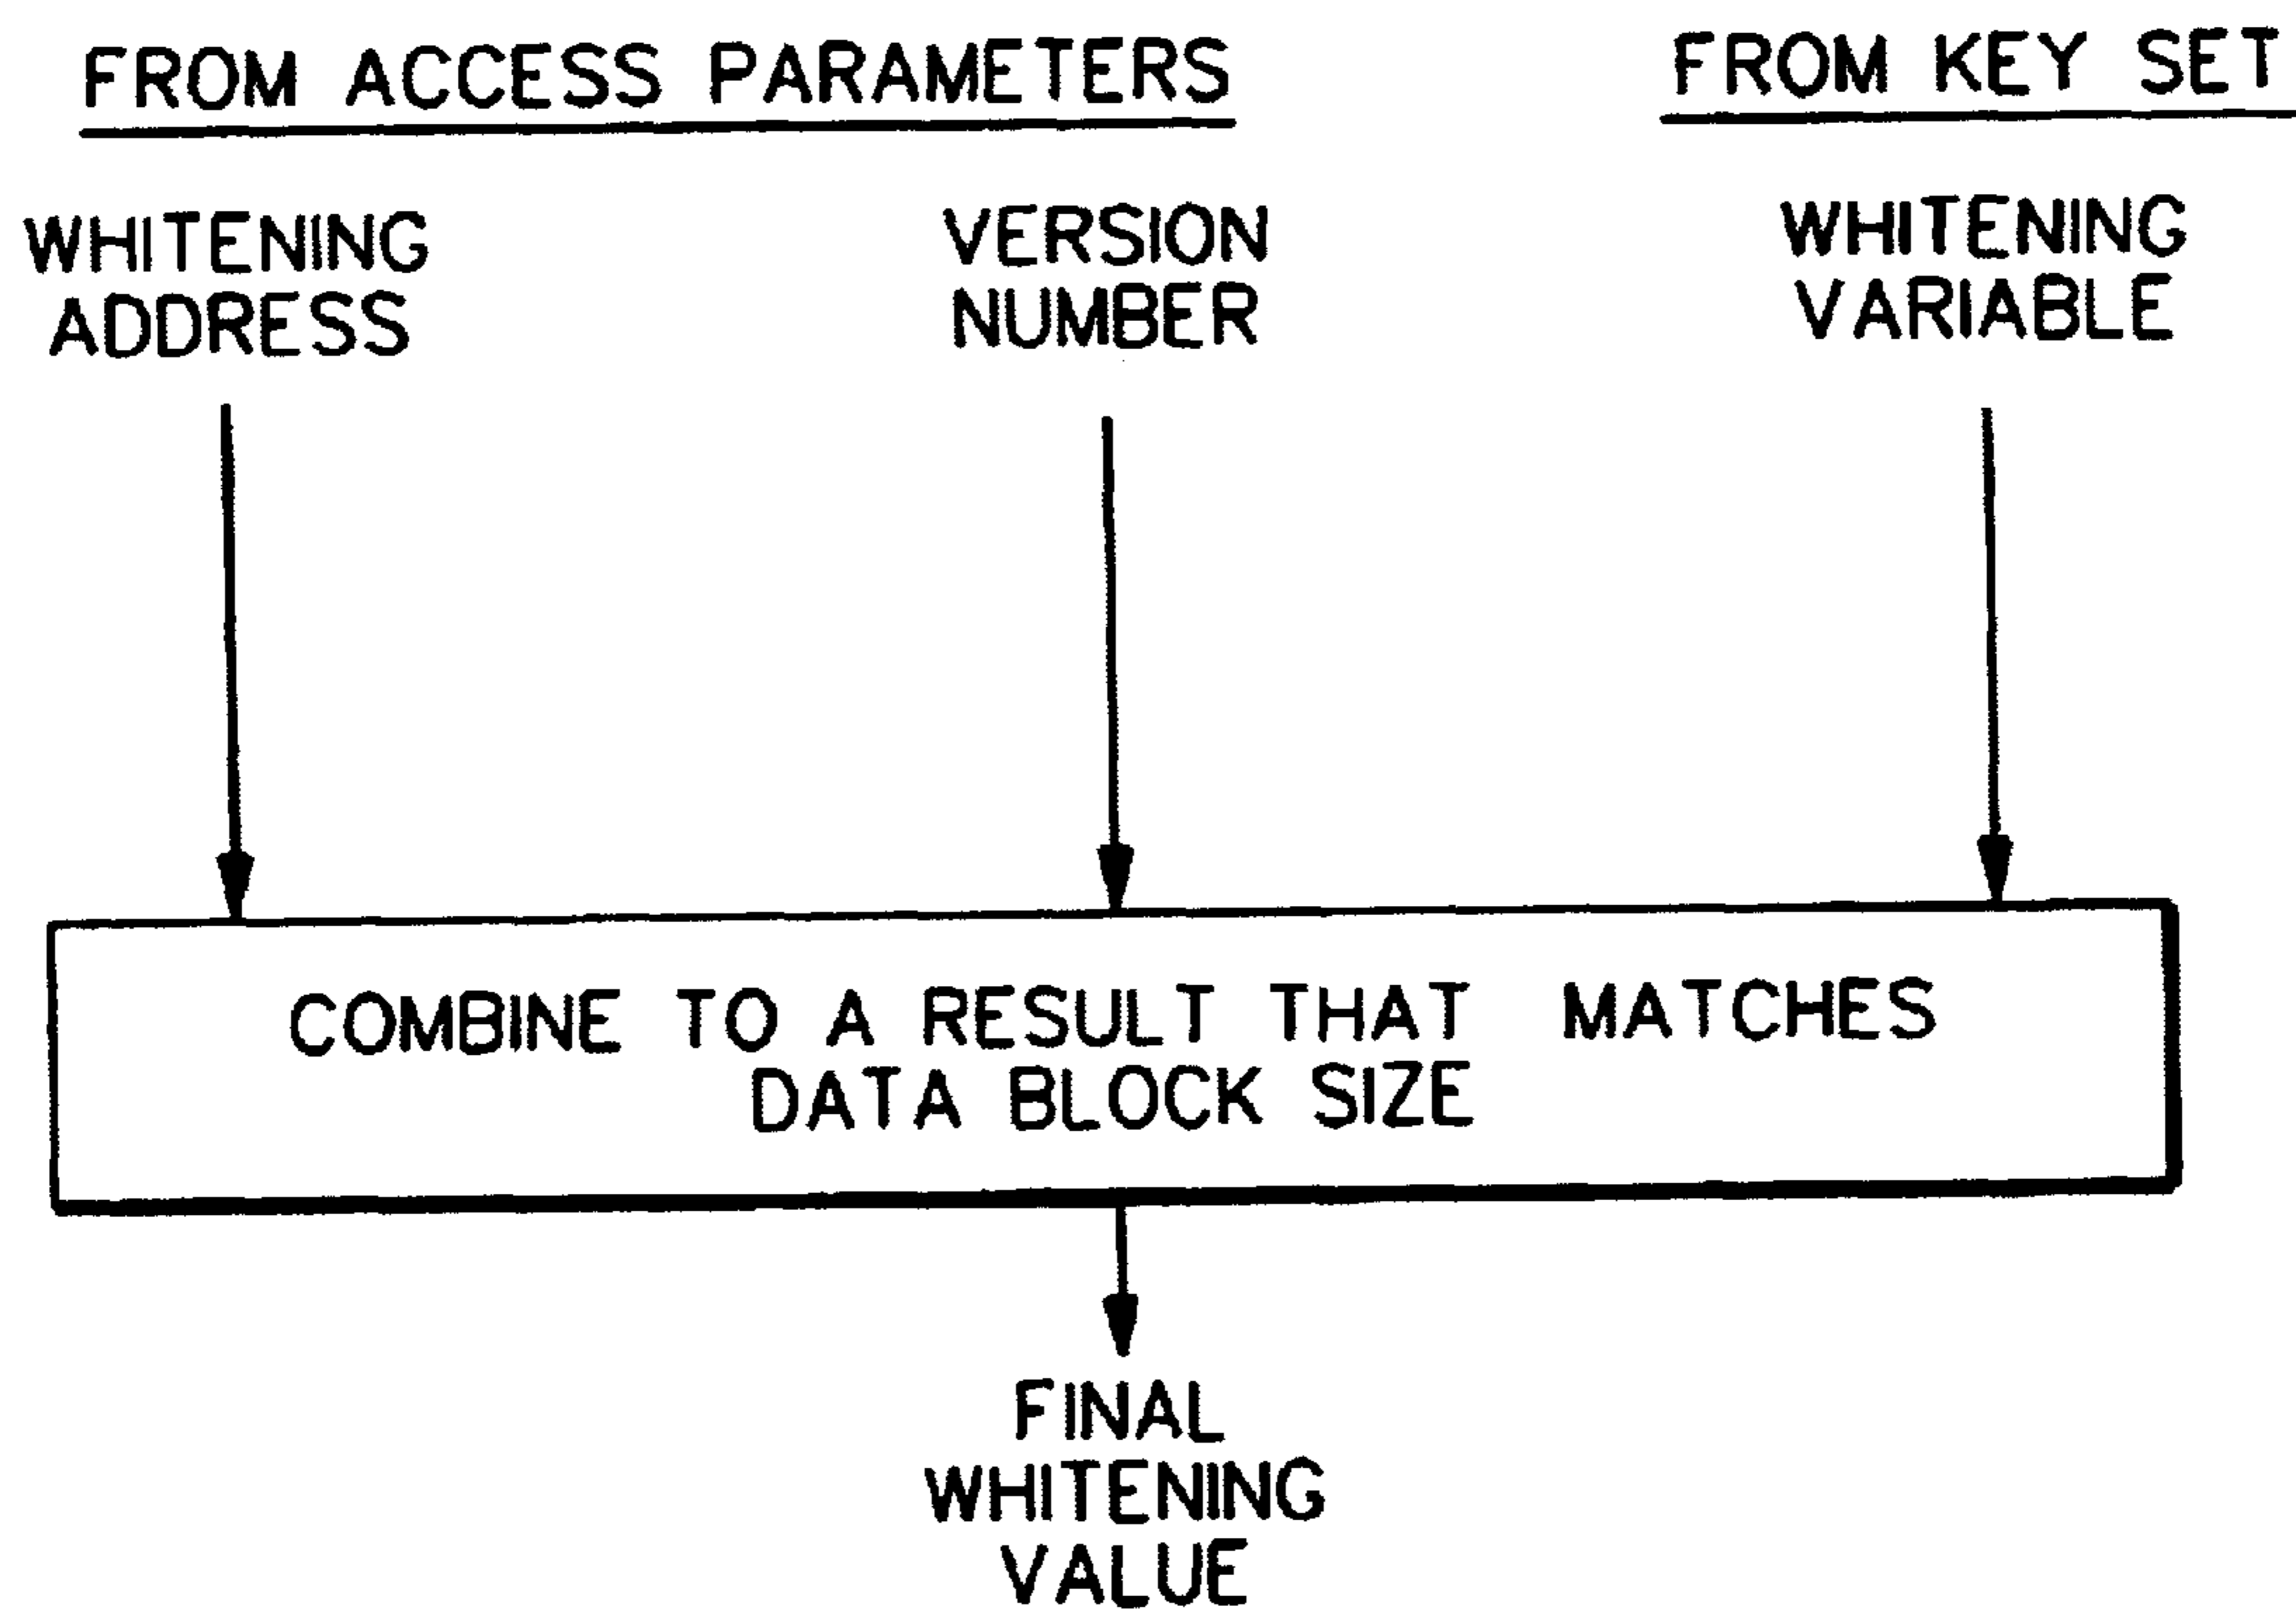 FROM ACCESS PARAMETERS
FROM KEY SET
WHITENING
ADDRESS
VERSION
NUMBER
WHITENING
VARIABLE
COMBINE TO A RESULT THAT MATCHES
DATA BLOCK SIZE
FINAL
WHITENING
VALUE